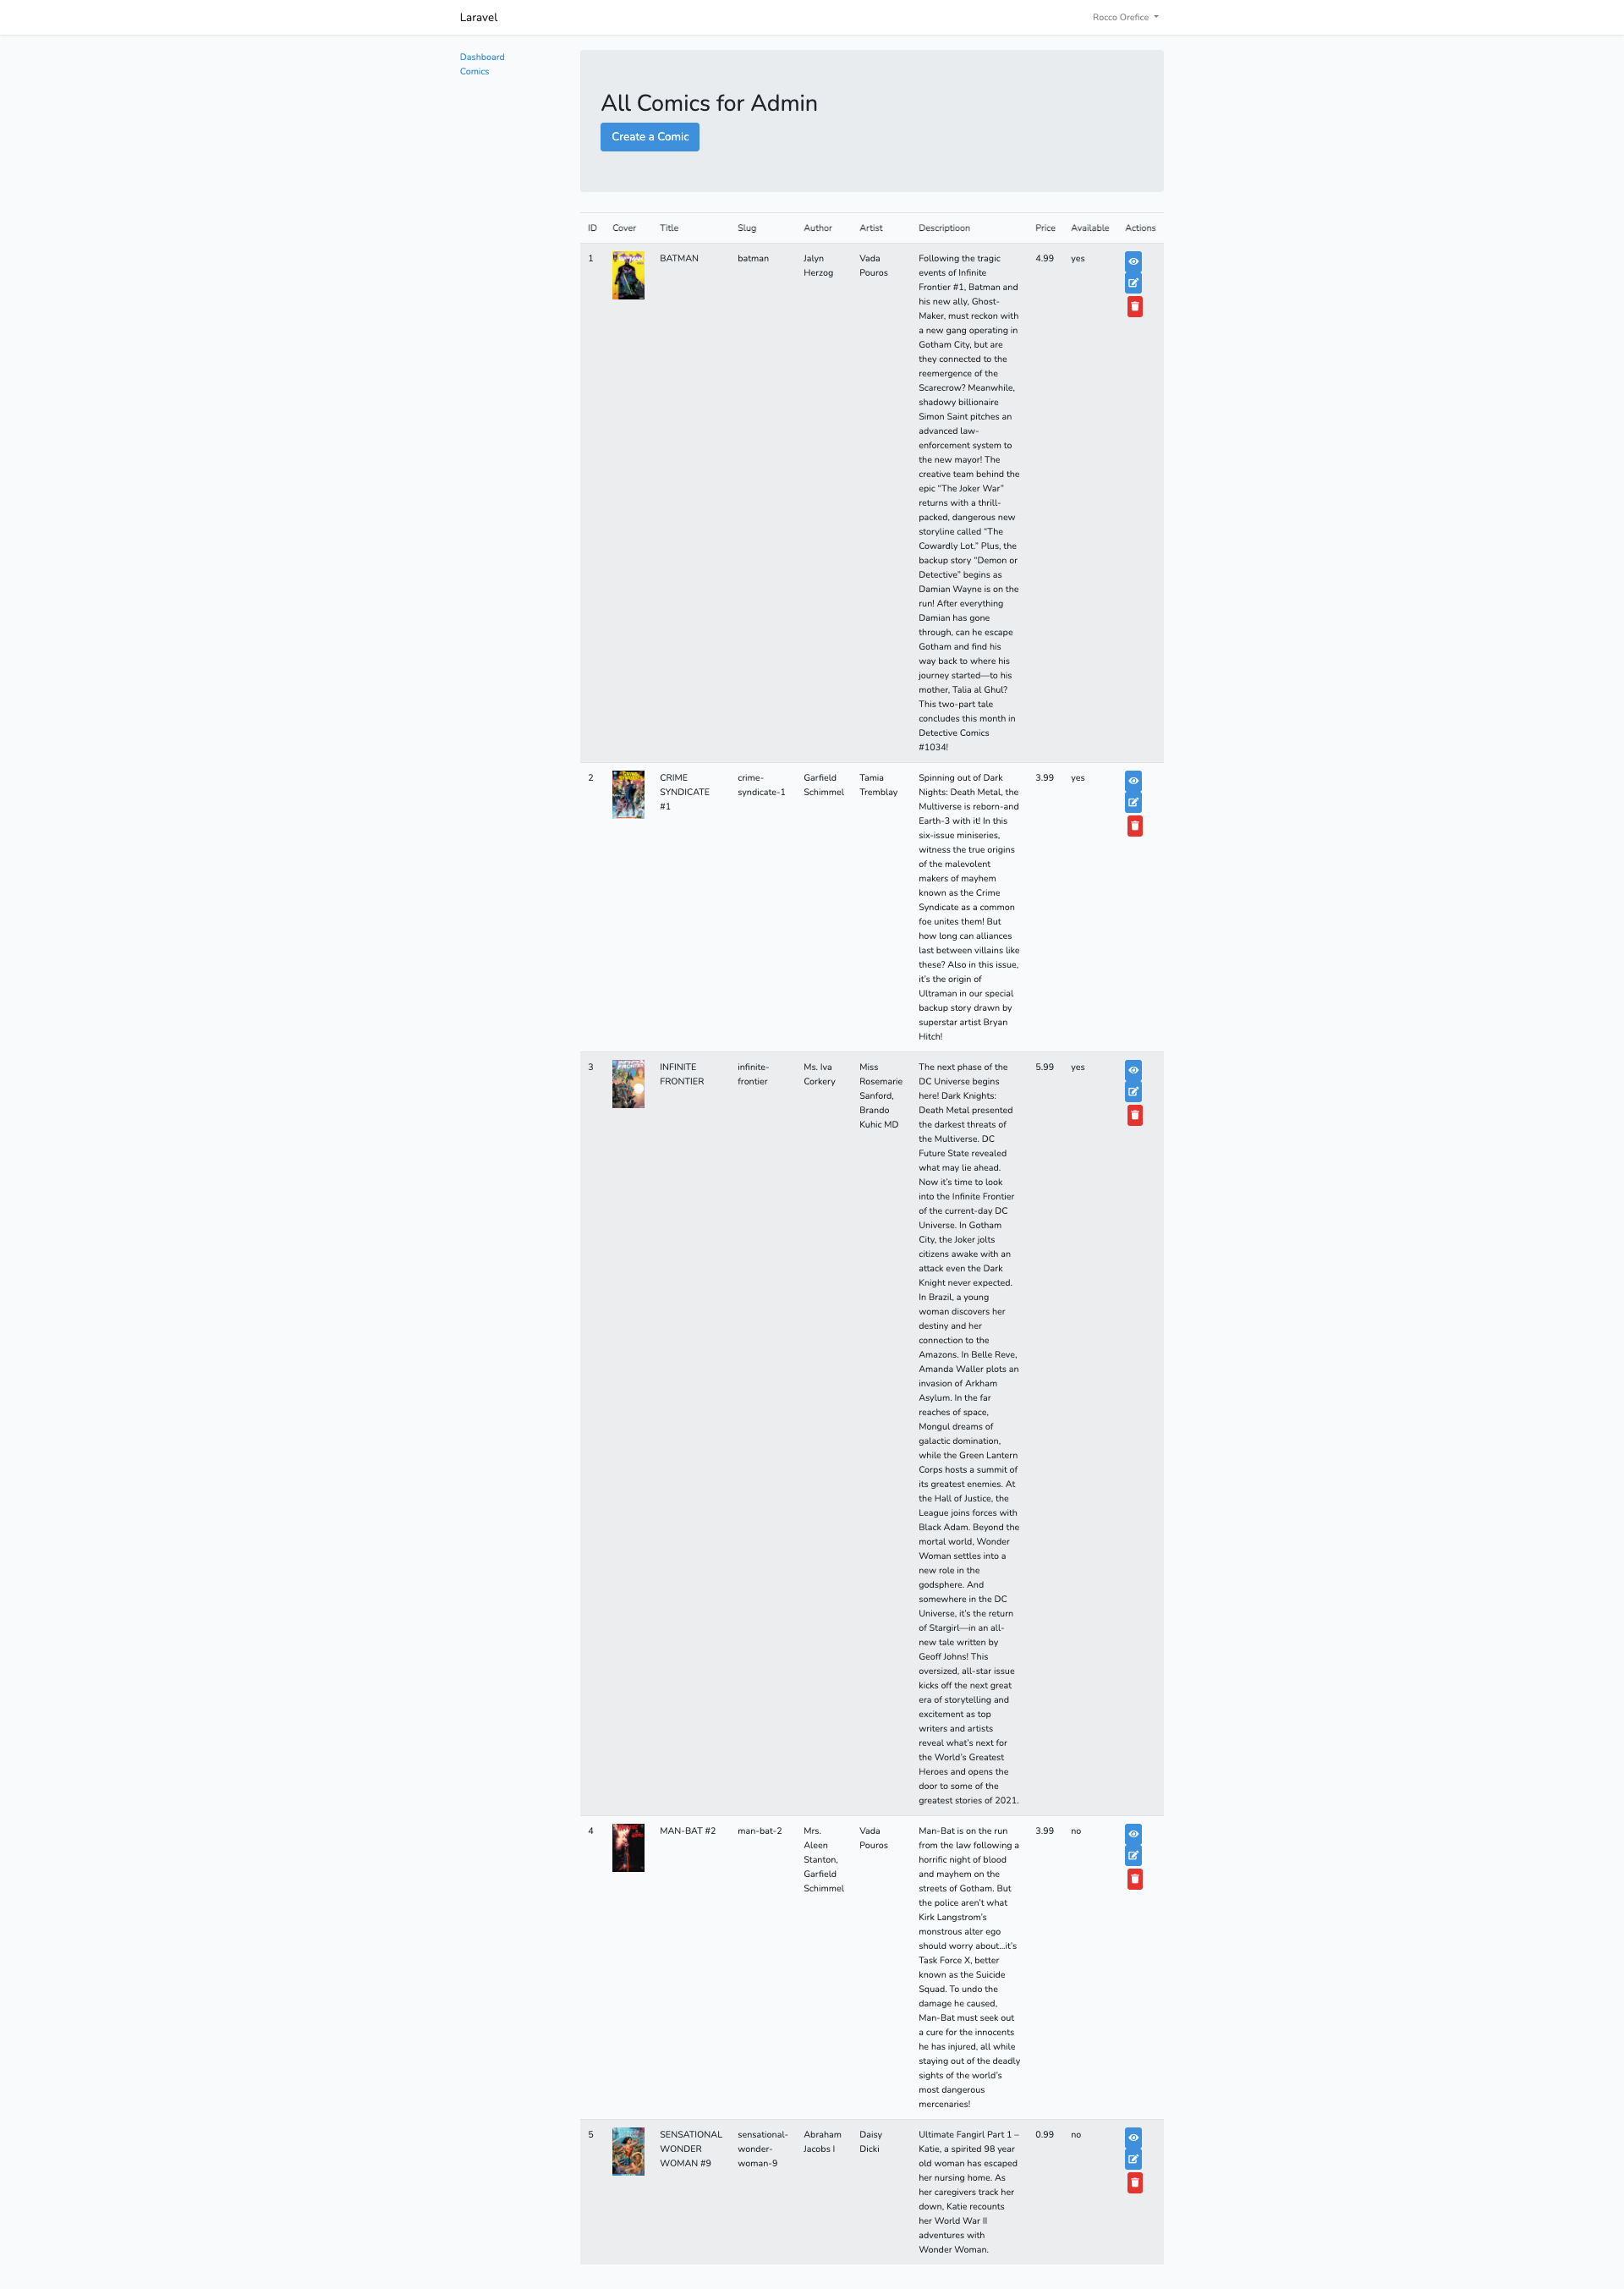 Laravel
Rocco Orefice
Dashboard
Comics
All Comics for Admin
Create a Comic
ID Cover Title Slug Author Artist Descriptioon Price Available Actions
1 BATMAN batman Jalyn Herzog Vada Pouros 4.99 yes
Following the tragic
events of Infinite
Frontier #1, Batman and
his new ally, Ghost-
Maker, must reckon with
a new gang operating in
Gotham City, but are
they connected to the
reemergence of the
Scarecrow? Meanwhile,
shadowy billionaire
Simon Saint pitches an
advanced law-
enforcement system to
the new mayor! The
creative team behind the
epic “The Joker War”
returns with a thrill-
packed, dangerous new
storyline called “The
Cowardly Lot.” Plus, the
backup story “Demon or
Detective” begins as
Damian Wayne is on the
run! After everything
Damian has gone
through, can he escape
Gotham and find his
way back to where his
journey started—to his
mother, Talia al Ghul?
This two-part tale
concludes this month in
Detective Comics
#1034!
2 CRIME SYNDICATE #1 crime-syndicate-1 Garfield Schimmel Tamia Tremblay 3.99 yes
Spinning out of Dark
Nights: Death Metal, the
Multiverse is reborn-and
Earth-3 with it! In this
six-issue miniseries,
witness the true origins
of the malevolent
makers of mayhem
known as the Crime
Syndicate as a common
foe unites them! But
how long can alliances
last between villains like
these? Also in this issue,
it’s the origin of
Ultraman in our special
backup story drawn by
superstar artist Bryan
Hitch!
3 INFINITE FRONTIER infinite-frontier Ms. Iva Corkery Miss Rosemarie Sanford, Brando Kuhic MD 5.99 yes
The next phase of the
DC Universe begins
here! Dark Knights:
Death Metal presented
the darkest threats of
the Multiverse. DC
Future State revealed
what may lie ahead.
Now it’s time to look
into the Infinite Frontier
of the current-day DC
Universe. In Gotham
City, the Joker jolts
citizens awake with an
attack even the Dark
Knight never expected.
In Brazil, a young
woman discovers her
destiny and her
connection to the
Amazons. In Belle Reve,
Amanda Waller plots an
invasion of Arkham
Asylum. In the far
reaches of space,
Mongul dreams of
galactic domination,
while the Green Lantern
Corps hosts a summit of
its greatest enemies. At
the Hall of Justice, the
League joins forces with
Black Adam. Beyond the
mortal world, Wonder
Woman settles into a
new role in the
godsphere. And
somewhere in the DC
Universe, it’s the return
of Stargirl—in an all-
new tale written by
Geoff Johns! This
oversized, all-star issue
kicks off the next great
era of storytelling and
excitement as top
writers and artists
reveal what’s next for
the World’s Greatest
Heroes and opens the
door to some of the
greatest stories of 2021.
4 MAN-BAT #2 man-bat-2 Mrs. Aleen Stanton, Garfield Schimmel Vada Pouros 3.99 no
Man-Bat is on the run
from the law following a
horrific night of blood
and mayhem on the
streets of Gotham. But
the police aren’t what
Kirk Langstrom’s
monstrous alter ego
should worry about...it’s
Task Force X, better
known as the Suicide
Squad. To undo the
damage he caused,
Man-Bat must seek out
a cure for the innocents
he has injured, all while
staying out of the deadly
sights of the world’s
most dangerous
mercenaries!
5 SENSATIONAL WONDER WOMAN #9 sensational-wonder-woman-9 Abraham Jacobs I Daisy Dicki 0.99 no
Ultimate Fangirl Part 1 –
Katie, a spirited 98 year
old woman has escaped
her nursing home. As
her caregivers track her
down, Katie recounts
her World War II
adventures with
Wonder Woman.